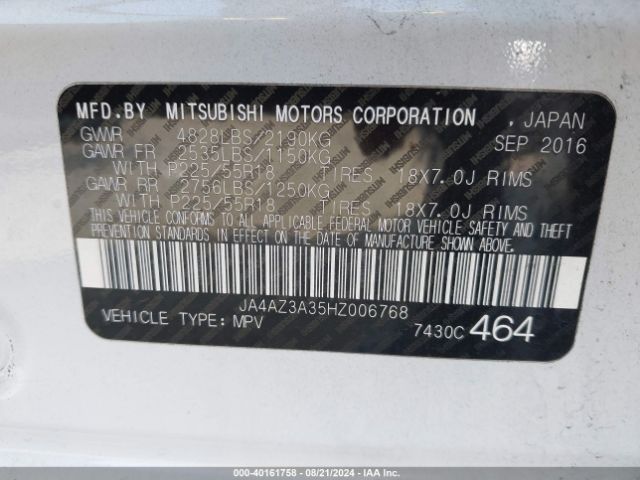 MFD.BY MITSUBISHI MOTORS CORPORATION , JAPAN
GVWR 4828LBS/2190KG SEP 2016
GAWR FR 2535LBS/1150KG
WITH P225/55R18 TIRES 18X7.0J RIMS
GAWR RR 2756LBS/1250KG
WITH P225/55R18 TIRES 18X7.0J RIMS
THIS VEHICLE CONFORMS TO ALL APPLICABLE FEDERAL MOTOR VEHICLE SAFETY AND THEFT
PREVENTION STANDARDS IN EFFECT ON THE DATE OF MANUFACTURE SHOWN ABOVE.
JA4AZ3A35HZ006768
VEHICLE TYPE: MPV 7430C 464
000-40161758 - 08/21/2024 - IAA Inc.